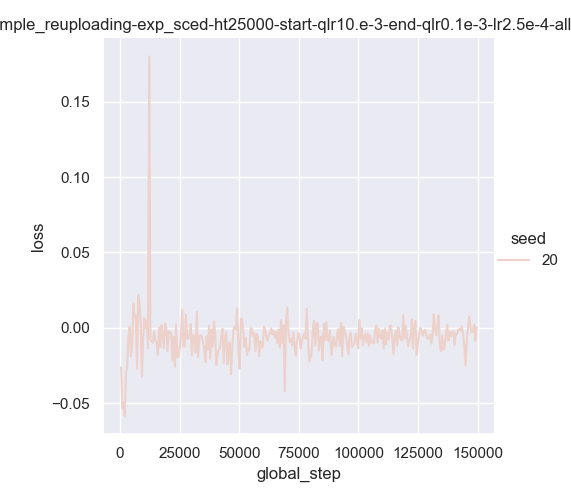 mple_reuploading-exp_sced-ht25000-start-qlr10.e-3-end-qlr0.1e-3-lr2.5e-4-all
0.15
0.10
0.05
0.00
−0.05
loss
0 25000 50000 75000 100000 125000 150000
global_step
seed
20